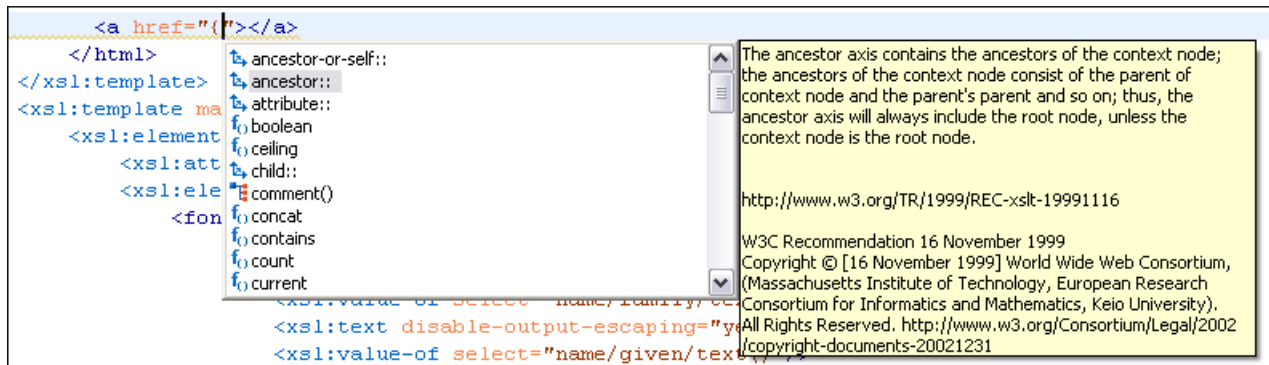 <a href="{"></a>
</html>
</xsl:template>
<xsl:template ma
<xsl:element
<xsl:att
<xsl:ele
<fon
ancestor-or-self::
ancestor::
attribute::
boolean
ceiling
child::
comment()
concat
contains
count
current
The ancestor axis contains the ancestors of the context node;
the ancestors of the context node consist of the parent of
context node and the parent's parent and so on; thus, the
ancestor axis will always include the root node, unless the
context node is the root node.
http://www.w3.org/TR/1999/REC-xslt-19991116
W3C Recommendation 16 November 1999
Copyright © [16 November 1999] World Wide Web Consortium,
(Massachusetts Institute of Technology, European Research
Consortium for Informatics and Mathematics, Keio University).
All Rights Reserved. http://www.w3.org/Consortium/Legal/2002
/copyright-documents-20021231
<xsl:value-of select="name/family/te
<xsl:text disable-output-escaping="ye
<xsl:value-of select="name/given/text